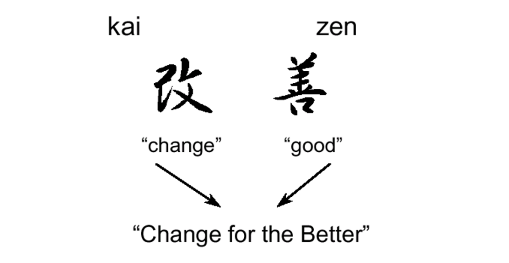 kai zen
改 善
“change” “good”
“Change for the Better”